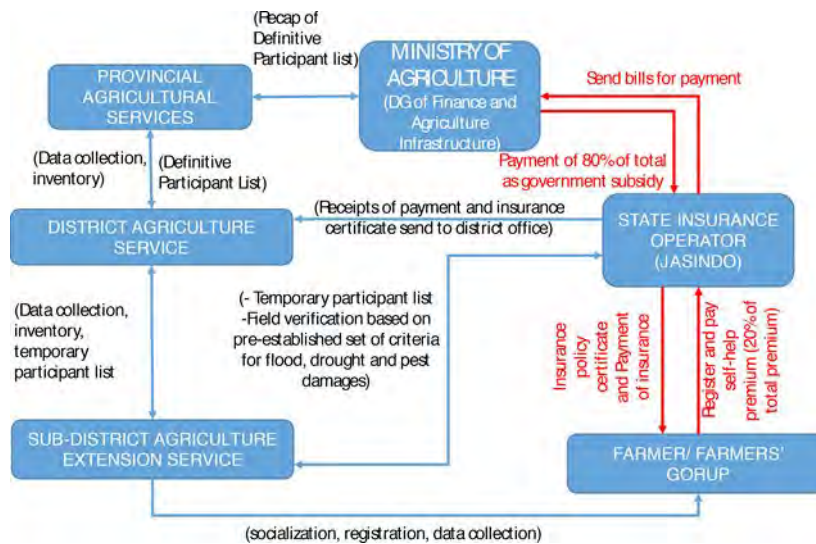 (Recap of
Definitive
Participant list)
MINISTRY OF
AGRICULTURE
(DG of Finance and
Agriculture
Infrastructure)
Send bills for payment
PROVINCIAL
AGRICULTURAL
SERVICES
(Data collection,
inventory)
(Definitive
Participant List)
Payment of 80% of total
as government subsidy
DISTRICT AGRICULTURE
SERVICE
(Receipts of payment and insurance
certificate send to district office)
STATE INSURANCE
OPERATOR
(JASINDO)
(Data collection,
inventory,
temporary
participant list
(- Temporary participant list
-Field verification based on
pre-established set of criteria
for flood, drought and pest
damages)
Insurance
policy
certificate
and Payment
of insurance
Register and pay
self-help
premium (20% of
total premium)
SUB-DISTRICT AGRICULTURE
EXTENSION SERVICE
FARMER/ FARMERS'
GORUP
(socialization, registration, data collection)